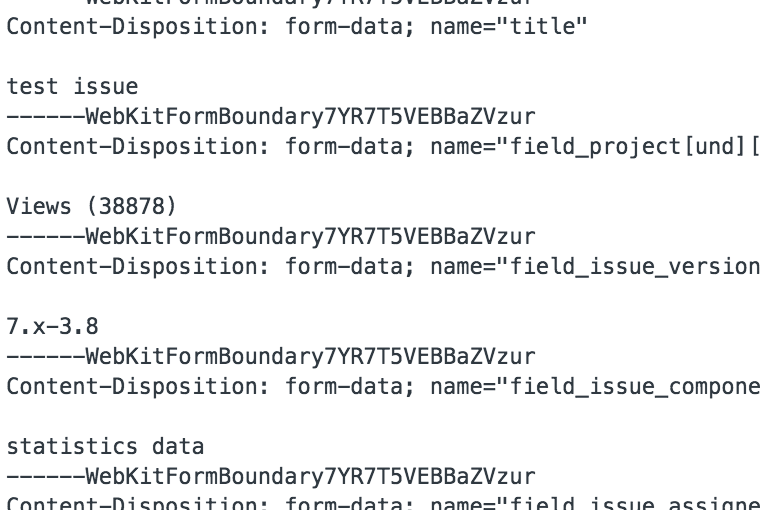 ------WebKitFormBoundary7YR7T5VEBBaZVzur
Content-Disposition: form-data; name="title"
test issue
------WebKitFormBoundary7YR7T5VEBBaZVzur
Content-Disposition: form-data; name="field_project[und][
Views (38878)
------WebKitFormBoundary7YR7T5VEBBaZVzur
Content-Disposition: form-data; name="field_issue_version
7.x-3.8
------WebKitFormBoundary7YR7T5VEBBaZVzur
Content-Disposition: form-data; name="field_issue_compone
statistics data
------WebKitFormBoundary7YR7T5VEBBaZVzur
Content-Disposition: form-data; name="field_issue_assigne